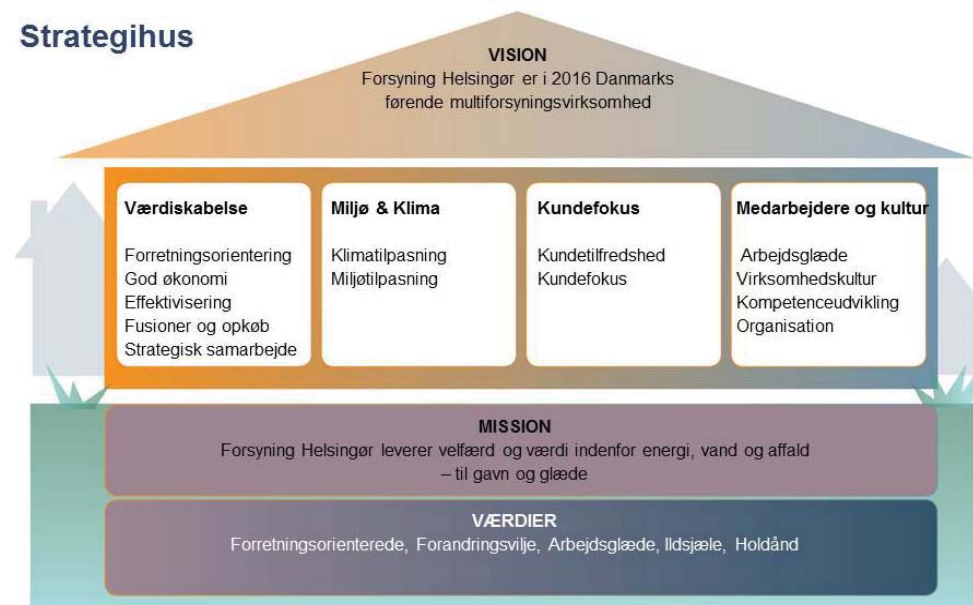 Strategihus
VISION
Forsyning Helsingør er i 2016 Danmarks
førende multiforsyningsvirksomhed
Værdiskabelse
Forretningsorientering
God økonomi
Effektivisering
Fusioner og opkøb
Strategisk samarbejde
Miljø & Klima
Klimatilpasning
Miljøtilpasning
Kundefokus
Kundetilfredshed
Kundefokus
Medarbejdere og kultur
Arbejdsglæde
Virksomhedskultur
Kompetenceudvikling
Organisation
MISSION
Forsyning Helsingør leverer velfærd og værdi indenfor energi, vand og affald
– til gavn og glæde
VÆRDIER
Forretningsorienterede, Forandringsvilje, Arbejdsglæde, Ildsjæle, Holdånd